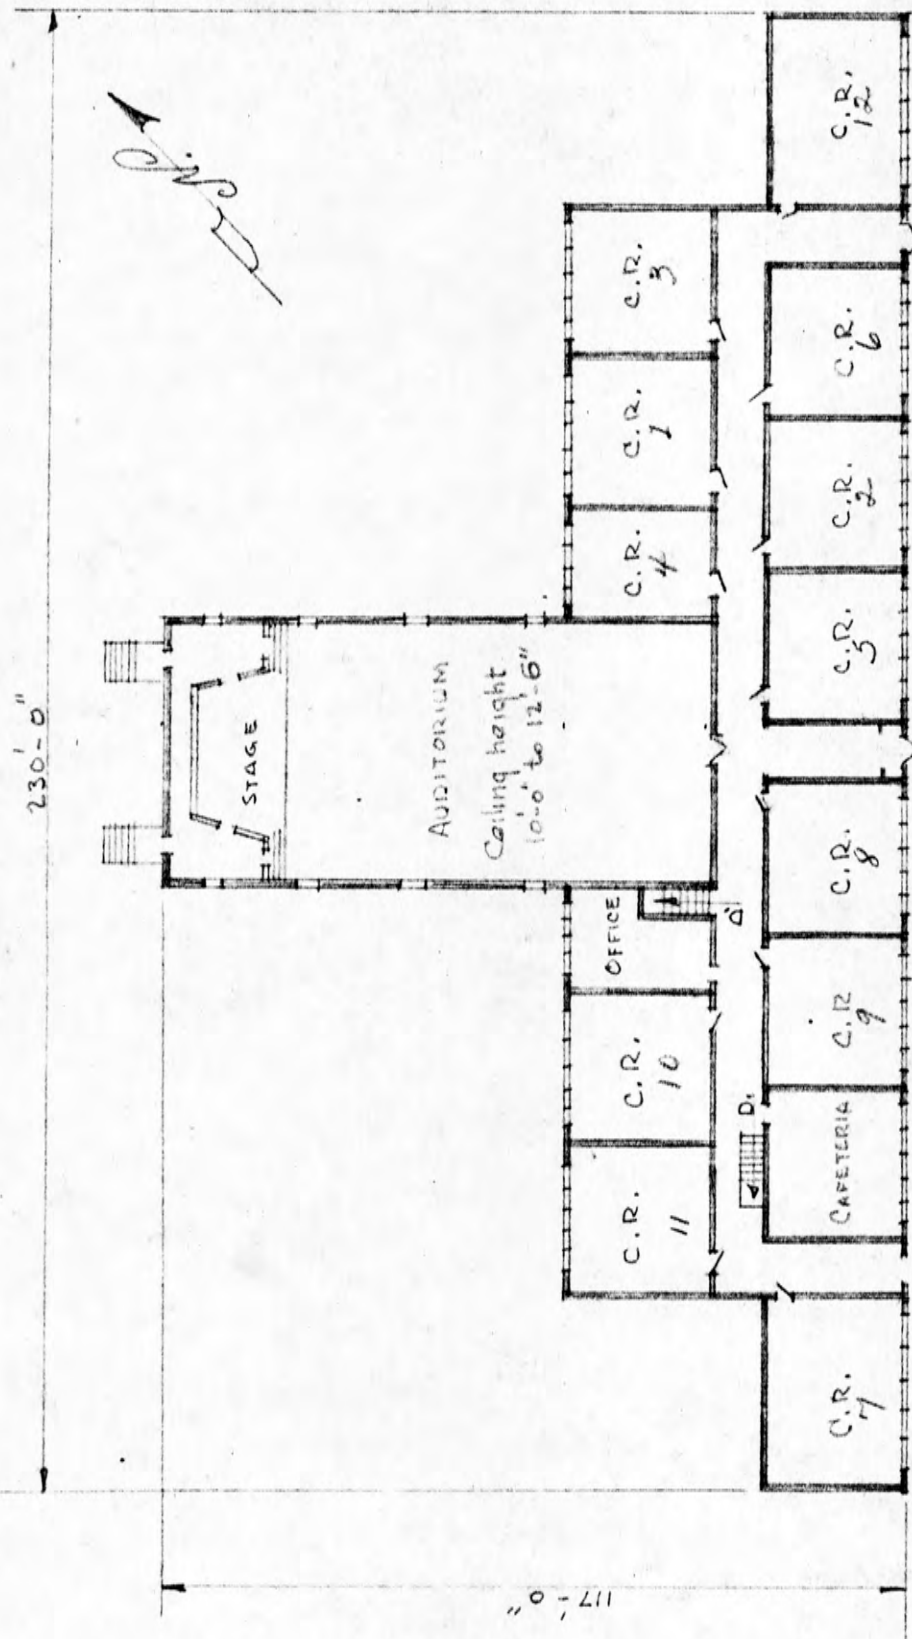 230'-0"
N.
STAGE
AUDITORIUM
Ceiling height
10'-0" to 12'-6"
117'-0"
C.R.
11
C.R.
10
OFFICE
C.R.
4
C.R.
1
C.R.
3
D.
D.
C.R.
7
CAFETERIA
C.R.
9
C.R.
8
C.R.
5
C.R.
2
C.R.
6
C.R.
12